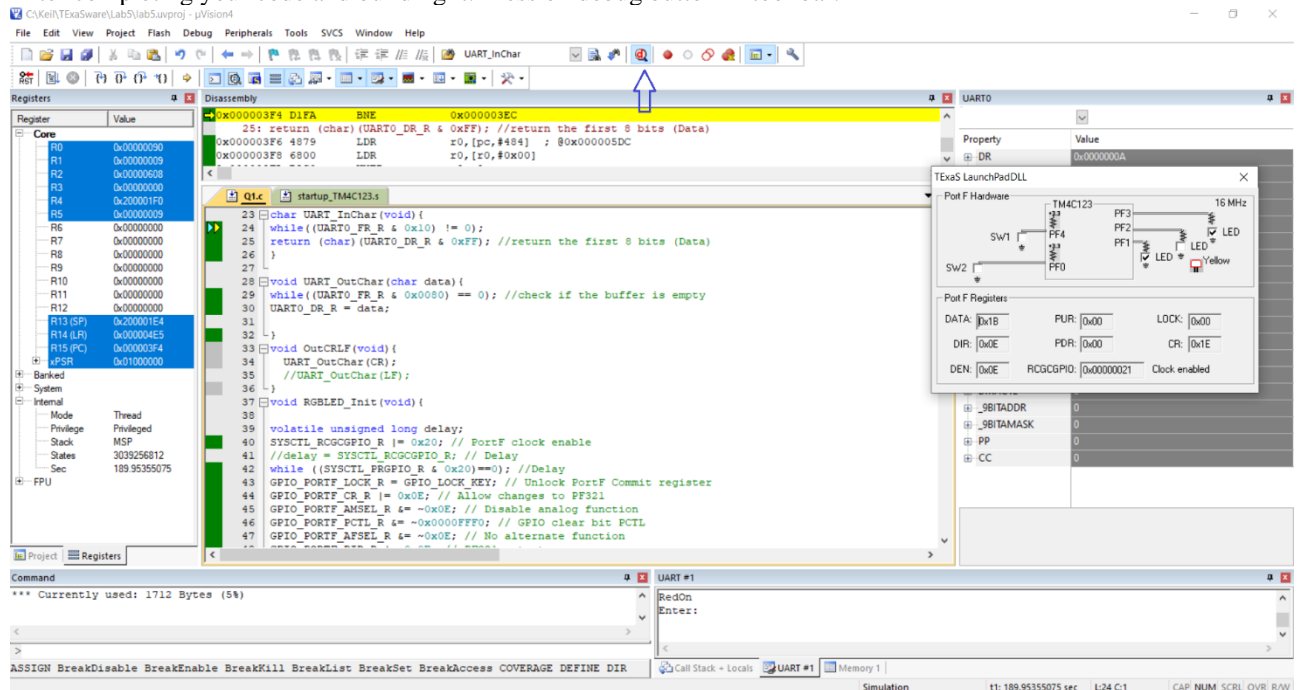 C:\Keil\TExaSware\Lab5\lab5.uvproj - µVision4
File Edit View Project Flash Debug Peripherals Tools SVCS Window Help
UART_InChar
Registers
Register Value
Core
R0 0x00000090
R1 0x00000009
R2 0x00000608
R3 0x00000000
R4 0x200001F0
R5 0x00000009
R6 0x00000000
R7 0x00000000
R8 0x00000000
R9 0x00000000
R10 0x00000000
R11 0x00000000
R12 0x00000000
R13 (SP) 0x200001E4
R14 (LR) 0x000004E5
R15 (PC) 0x000003F4
xPSR 0x01000000
Banked
System
Internal
Mode Thread
Privilege Privileged
Stack MSP
States 3039256812
Sec 189.95355075
FPU
Project Registers
Disassembly
0x000003F4 D1FA BNE 0x000003EC
25: return (char)(UART0_DR_R & 0xFF); //return the first 8 bits (Data)
0x000003F6 4879 LDR r0,[pc,#484] ; @0x000005DC
0x000003F8 6800 LDR r0,[r0,#0x00]
Q1.c startup_TM4C123.s
23 char UART_InChar(void){
24 while((UART0_FR_R & 0x10) != 0);
25 return (char)(UART0_DR_R & 0xFF); //return the first 8 bits (Data)
26 }
27
28 void UART_OutChar(char data){
29 while((UART0_FR_R & 0x0080) == 0); //check if the buffer is empty
30 UART0_DR_R = data;
31
32 }
33 void OutCRLF(void){
34 UART_OutChar(CR);
35 //UART_OutChar(LF);
36 }
37 void RGBLED_Init(void){
38
39 volatile unsigned long delay;
40 SYSCTL_RCGCGPIO_R |= 0x20; // PortF clock enable
41 //delay = SYSCTL_RCGCGPIO_R; // Delay
42 while ((SYSCTL_PRGPIO_R & 0x20)==0); //Delay
43 GPIO_PORTF_LOCK_R = GPIO_LOCK_KEY; // Unlock PortF Commit register
44 GPIO_PORTF_CR_R |= 0x0E; // Allow changes to PF321
45 GPIO_PORTF_AMSEL_R &= ~0x0E; // Disable analog function
46 GPIO_PORTF_PCTL_R &= ~0x0000FFF0; // GPIO clear bit PCTL
47 GPIO_PORTF_AFSEL_R &= ~0x0E; // No alternate function
UART0
Property Value
DR 0x0000000A
TExaS LaunchPadDLL
Port F Hardware
TM4C123 16 MHz
+3.3
SW1 PF4 PF3
PF2
PF1
LED
LED
LED
Yellow
+3.3
SW2 PF0
Port F Registers
DATA: 0x1B PUR: 0x00 LOCK: 0x00
DIR: 0x0E PDR: 0x00 CR: 0x1E
DEN: 0x0E RCGCGPIO: 0x00000021 Clock enabled
_9BITADDR 0
_9BITAMASK 0
PP 0
CC 0
Command
*** Currently used: 1712 Bytes (5%)
>
ASSIGN BreakDisable BreakEnable BreakKill BreakList BreakSet BreakAccess COVERAGE DEFINE DIR
UART #1
RedOn
Enter:
Call Stack + Locals UART #1 Memory 1
Simulation t1: 189.95355075 sec L:24 C:1 CAP NUM SCRL OVR R/W